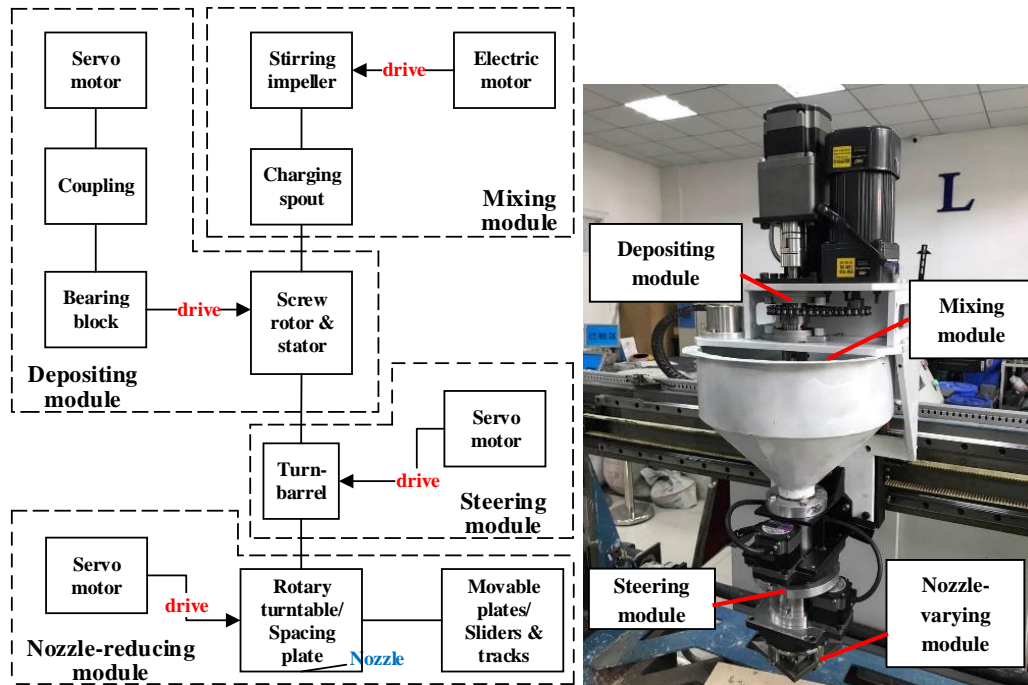 Servo
motor
Stirring
impeller
drive
Electric
motor
Coupling
Charging
spout
Mixing
module
Bearing
block
drive
Screw
rotor &
stator
Depositing
module
Servo
motor
Turn-
barrel
drive
Steering
module
Servo
motor
drive
Rotary
turntable/
Spacing
plate
Nozzle
Movable
plates/
Sliders &
tracks
Nozzle-reducing
module
L
Depositing
module
Mixing
module
Steering
module
Nozzle-
varying
module